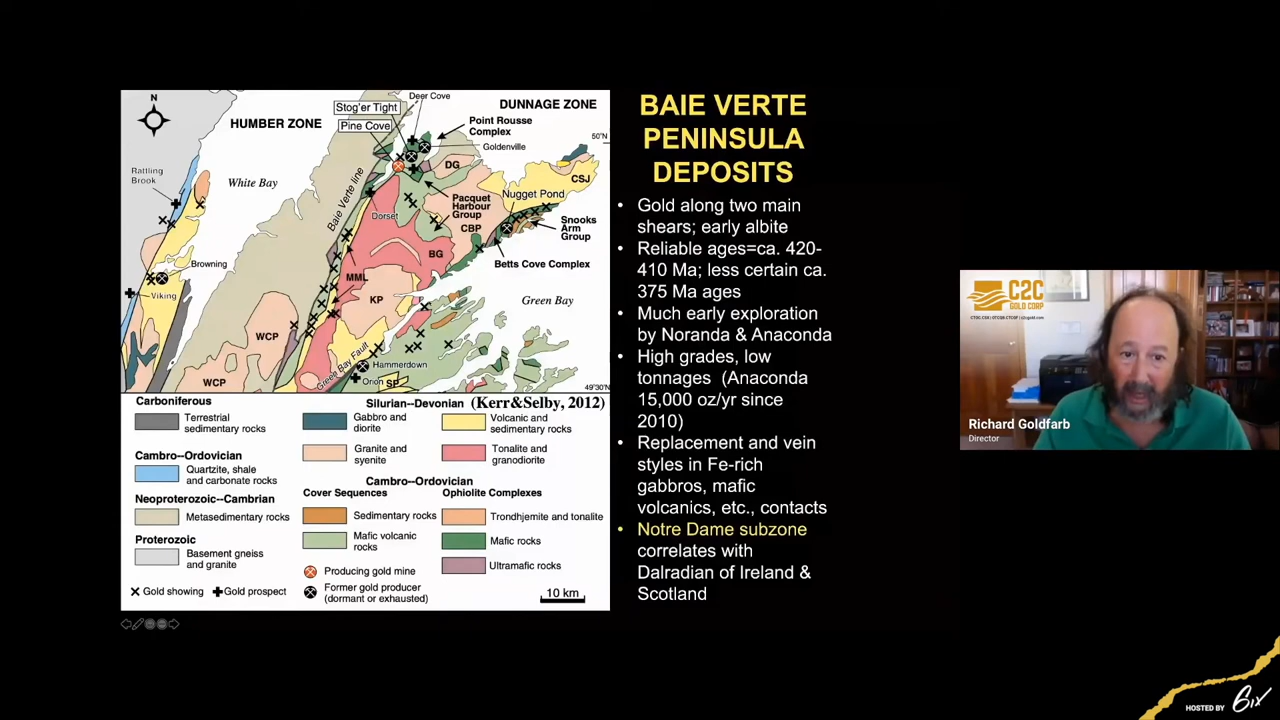 N
HUMBER ZONE
Stog'er Tight
Pine Cove
Deer Cove
DUNNAGE ZONE
Point Rousse
Complex
Goldenville
50°N
Rattling
Brook
White Bay
Baie Verte line
DG
CSJ
Nugget Pond
Dorset
Pacquet
Harbour
Group
CBP
Snooks
Arm
Group
BG
Betts Cove Complex
Browning
Viking
MML
KP
Green Bay
WCP
WCP
Green Bay Fault
Hammerdown
Orion
SP
49°30'N
Carboniferous
Terrestrial
sedimentary rocks
Cambro-Ordovician
Quartzite, shale
and carbonate rocks
Neoproterozoic--Cambrian
Metasedimentary rocks
Proterozoic
Basement gneiss
and granite
Silurian--Devonian (Kerr&Selby, 2012)
Gabbro and
diorite
Volcanic and
sedimentary rocks
Granite and
syenite
Tonalite and
granodiorite
Cambro--Ordovician
Cover Sequences
Ophiolite Complexes
Sedimentary rocks
Trondhjemite and tonalite
Mafic volcanic
rocks
Mafic rocks
Ultramafic rocks
Producing gold mine
Gold showing
Gold prospect
Former gold producer
(dormant or exhausted)
10 km
BAIE VERTE
PENINSULA
DEPOSITS
• Gold along two main
shears; early albite
• Reliable ages=ca. 420-
410 Ma; less certain ca.
375 Ma ages
• Much early exploration
by Noranda & Anaconda
• High grades, low
tonnages (Anaconda
15,000 oz/yr since
2010)
• Replacement and vein
styles in Fe-rich
gabbros, mafic
volcanics, etc., contacts
• Notre Dame subzone
correlates with
Dalradian of Ireland &
Scotland
C2C
GOLD CORP
Richard Goldfarb
Director
HOSTED BY
6ix